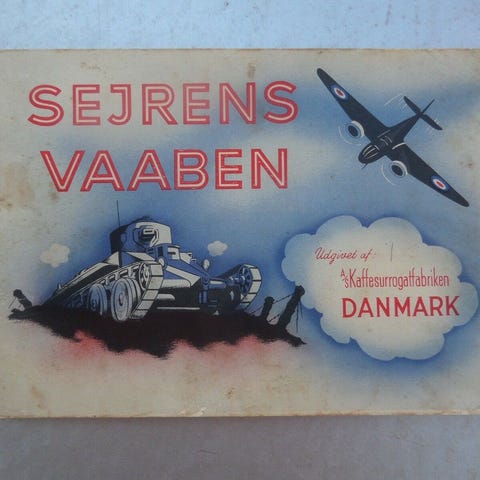 SEJRENS
VAABEN
Udgivet af:
A/S Kaffesurrogatfabriken
DANMARK